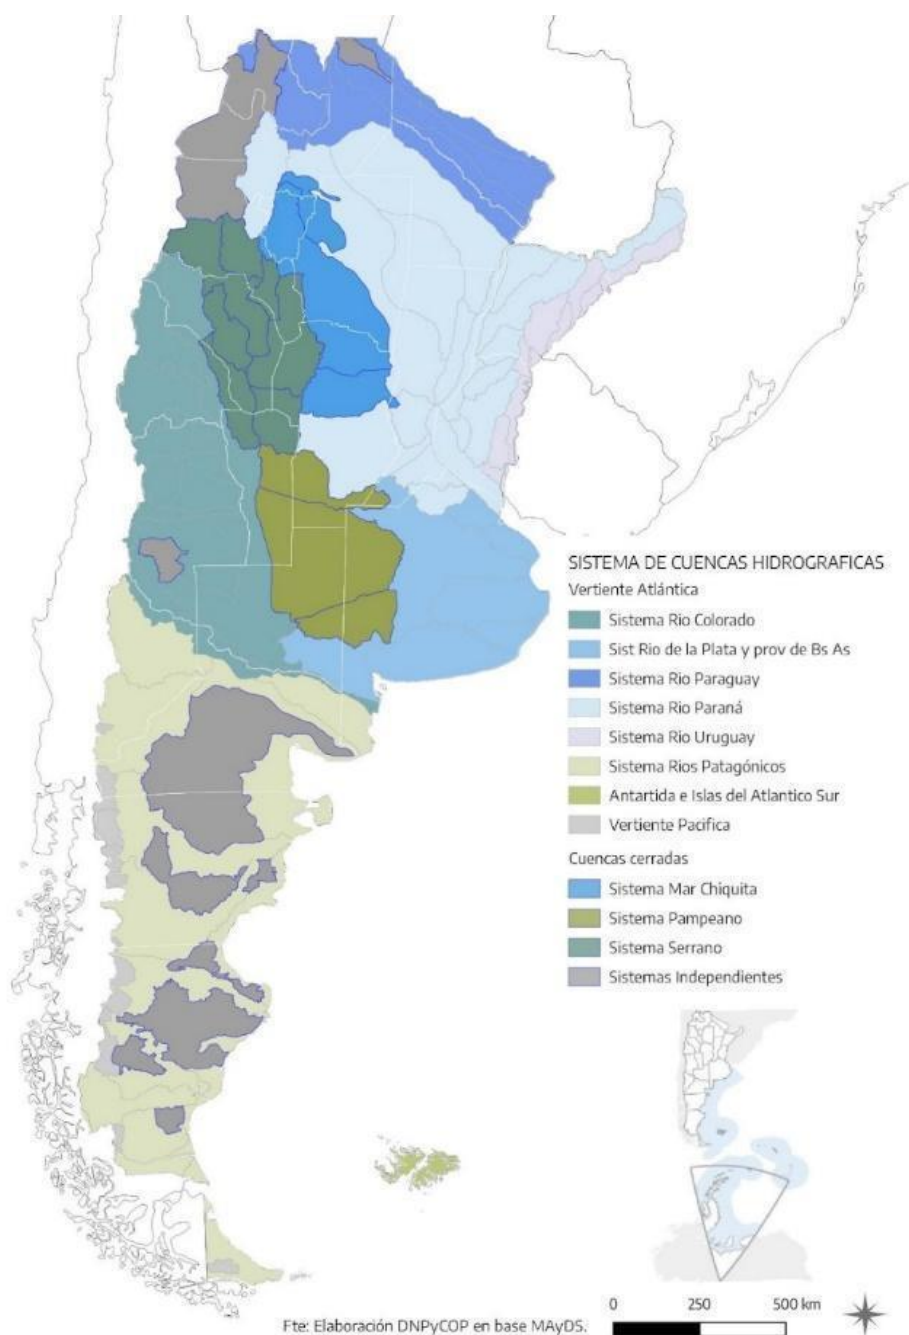 SISTEMA DE CUENCAS HIDROGRAFICAS
Vertiente Atlántica
Sistema Rio Colorado
Sist Rio de la Plata y prov de Bs As
Sistema Rio Paraguay
Sistema Rio Paraná
Sistema Rio Uruguay
Sistema Rios Patagónicos
Antartida e Islas del Atlantico Sur
Vertiente Pacifica
Cuencas cerradas
Sistema Mar Chiquita
Sistema Pampeano
Sistema Serrano
Sistemas Independientes
0 250 500 km
Fte: Elaboración DNPyCOP en base MAyDS.